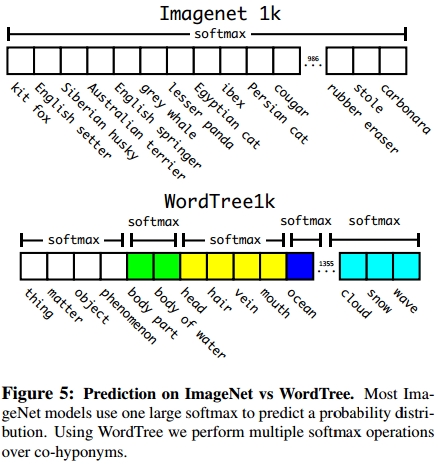 Imagenet 1k
softmax
986
kit fox
English setter
Siberian husky
Australian terrier
English springer
grey whale
lesser panda
Egyptian cat
ibex
Persian cat
cougar
rubber eraser
stole
carbonara
WordTree1k
softmax softmax softmax softmax softmax
1355
thing
matter
object
phenomenon
body part
body of water
head
hair
vein
mouth
ocean
cloud
snow
wave
Figure 5: Prediction on ImageNet vs WordTree. Most Im-
ageNet models use one large softmax to predict a probability distri-
bution. Using WordTree we perform multiple softmax operations
over co-hyponyms.